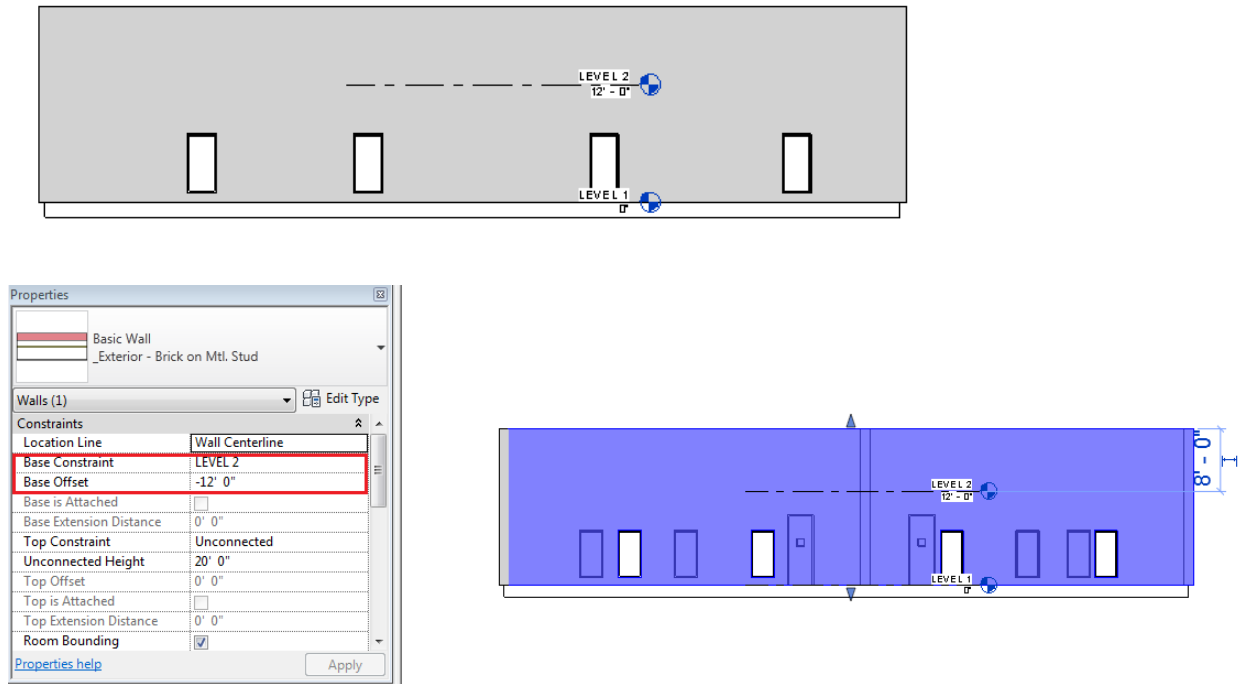 LEVEL 2
12' - 0"
LEVEL 1
0"
Properties
Basic Wall
_Exterior - Brick on Mtl. Stud
Walls (1)
Edit Type
Constraints
Location Line Wall Centerline
Base Constraint LEVEL 2
Base Offset -12' 0"
Base is Attached
Base Extension Distance 0' 0"
Top Constraint Unconnected
Unconnected Height 20' 0"
Top Offset 0' 0"
Top is Attached
Top Extension Distance 0' 0"
Room Bounding
Properties help
Apply
8' - 0"
LEVEL 2
12' - 0"
LEVEL 1
0"